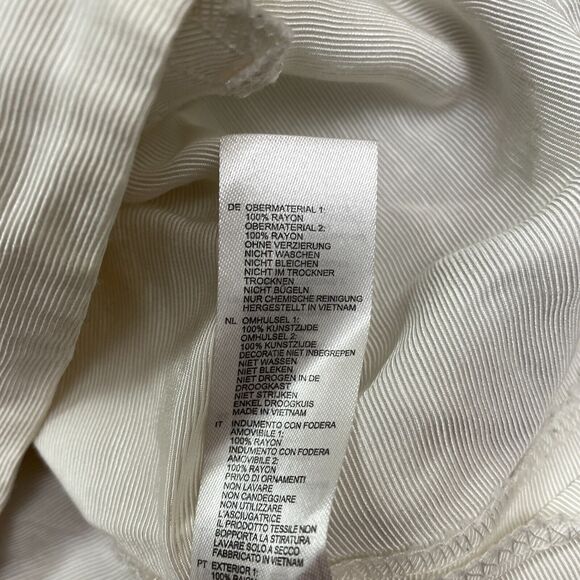 DE OBERMATERIAL 1:
100% RAYON
OBERMATERIAL 2:
100% RAYON
OHNE VERZIERUNG
NICHT WASCHEN
NICHT BLEICHEN
NICHT IM TROCKNER
TROCKNEN
NICHT BÜGELN
NUR CHEMISCHE REINIGUNG
HERGESTELLT IN VIETNAM
NL OMHULSEL 1:
100% KUNSTZIJDE
OMHULSEL 2:
100% KUNSTZIJDE
DECORATIE NIET INBEGREPEN
NIET WASSEN
NIET BLEKEN
NIET DROGEN IN DE
DROOGKAST
NIET STRIJKEN
ENKEL DROOGKUIS
MADE IN VIETNAM
IT INDUMENTO CON FODERA
AMOVIBILE 1:
100% RAYON
INDUMENTO CON FODERA
AMOVIBILE 2:
100% RAYON
PRIVO DI ORNAMENTI
NON LAVARE
NON CANDEGGIARE
NON UTILIZZARE
L'ASCIUGATRICE
IL PRODOTTO TESSILE NON
SOPPORTA LA STIRATURA
LAVARE SOLO A SECCO
FABBRICATO IN VIETNAM
PT EXTERIOR 1:
100% RAYON